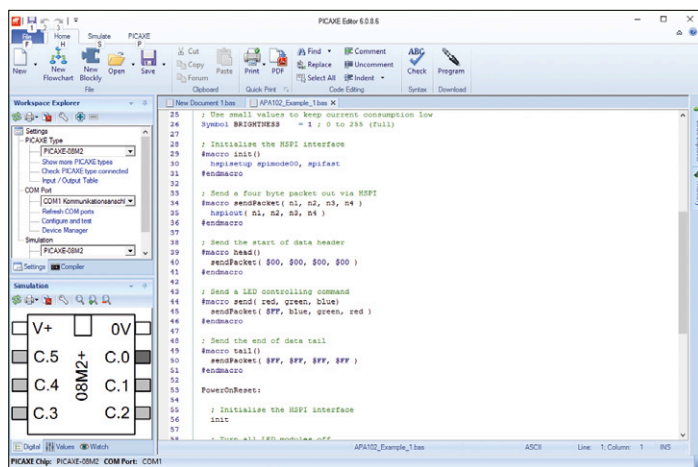 PICAXE Editor 6.0.8.6
1 2 3
File Home Simulate PICAXE
F H S P
New New Flowchart New Blockly Open Save
File
Cut
Copy
Forum
Paste
Clipboard
Print PDF
Quick Print
Find Comment
Replace Uncomment
Select All Indent
Code Editing
ABC
Check
Syntax
Program
Download
Workspace Explorer
Settings
PICAXE Type
PICAXE-08M2
Show more PICAXE types
Check PICAXE type connected
Input / Output Table
COM Port
COM1 Kommunikationsanschl
Refresh COM ports
Configure and test
Device Manager
Simulation
PICAXE-08M2
Settings Compiler
Simulation
V+ 0V
C.5 C.0
C.4 C.1
C.3 C.2
08M2+
Digital Values Watch
New Document 1.bas APA102_Example_1.bas
25 ; Use small values to keep current consumption low
26 Symbol BRIGHTNESS = 1 ; 0 to 255 (full)
27
28 ; Initialise the HSPI interface
29 #macro init()
30 hspisetup spimode00, spifast
31 #endmacro
32
33 ; Send a four byte packet out via HSPI
34 #macro sendPacket( n1, n2, n3, n4 )
35 hspiout( n1, n2, n3, n4 )
36 #endmacro
37
38 ; Send the start of data header
39 #macro head()
40 sendPacket( $00, $00, $00, $00 )
41 #endmacro
42
43 ; Send a LED controlling command
44 #macro send( red, green, blue)
45 sendPacket( $FF, blue, green, red )
46 #endmacro
47
48 ; Send the end of data tail
49 #macro tail()
50 sendPacket( $FF, $FF, $FF, $FF )
51 #endmacro
52
53 PowerOnReset:
54
55 ; Initialise the HSPI interface
56 init
57
58 ; Turn all LED modules off
APA102_Example_1.bas ASCII Line: 1; Column: 1 INS
PICAXE Chip: PICAXE-08M2 COM Port: COM1